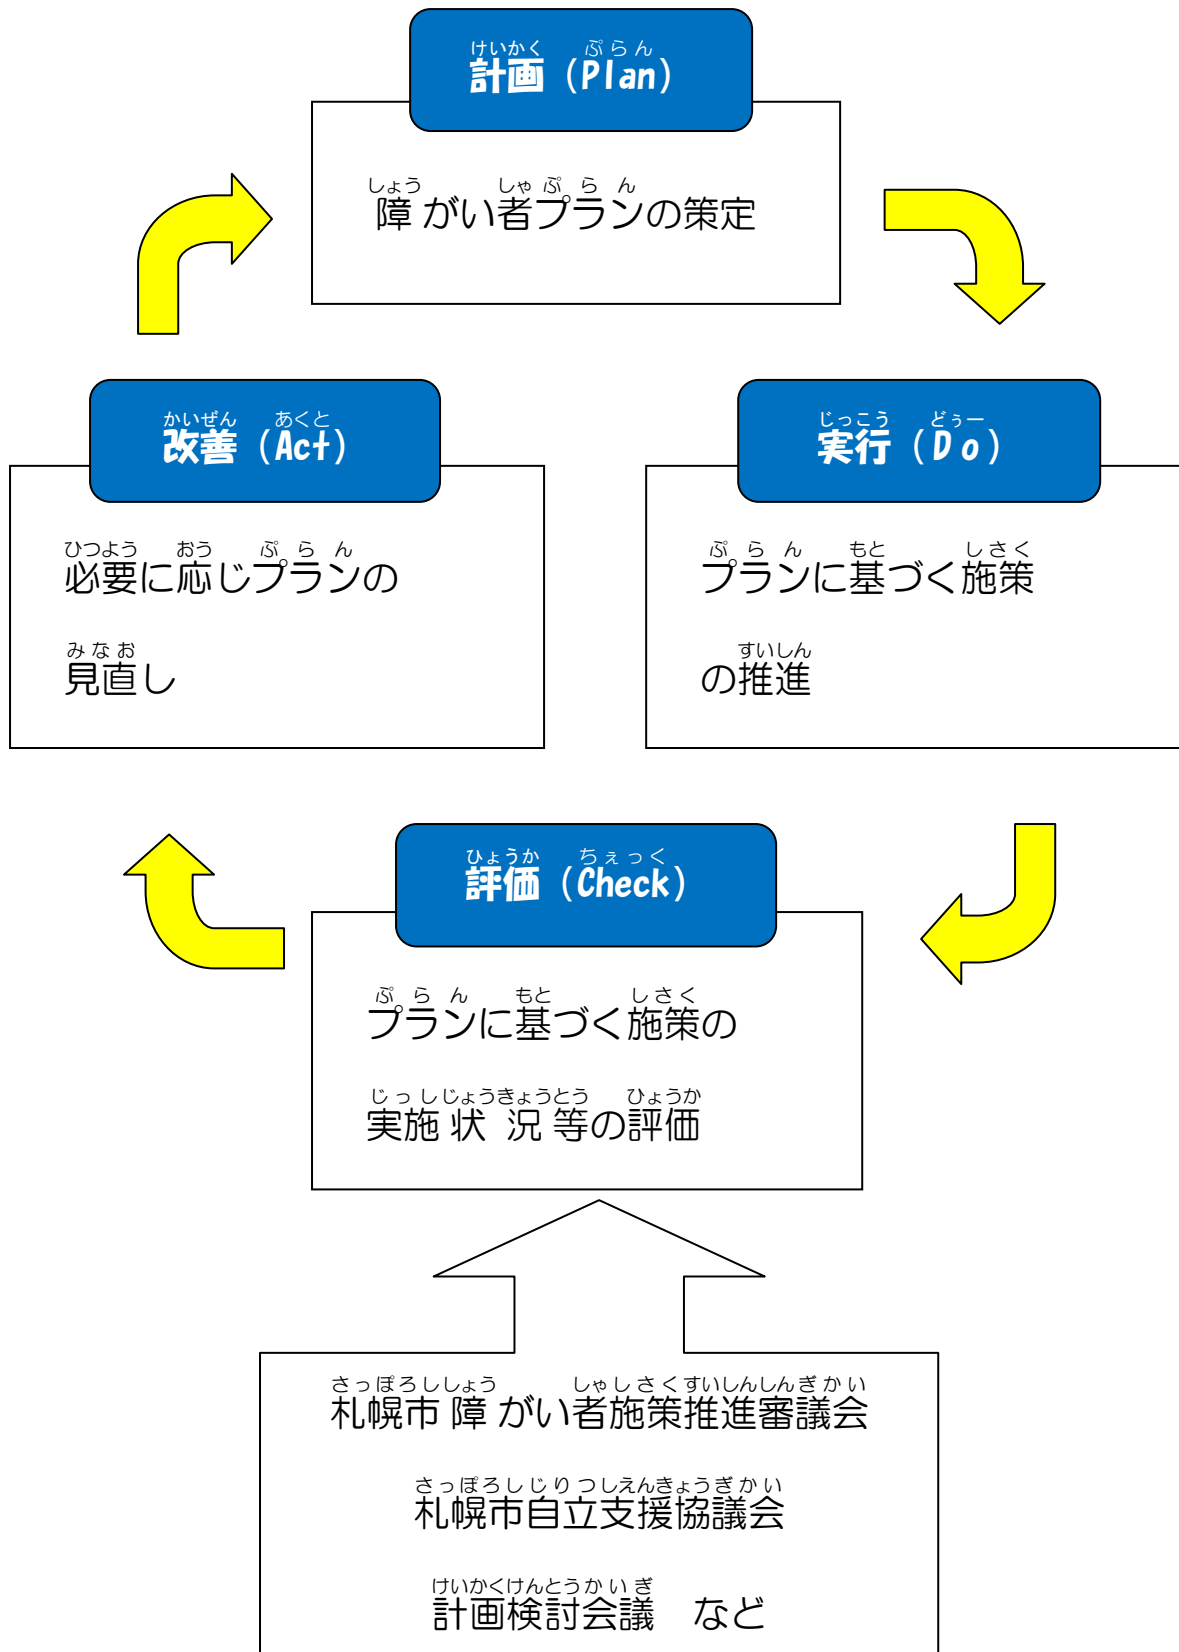 けいかく ぷらん
計画（Plan）
しょう しゃ ぷらん
障がい者プランの策定
かいぜん あくと
改善（Act）
ひつよう おう ぷらん
必要に応じプランの
みなお
見直し
じっこう どぅー
実行（Do）
ぷらん もと しさく
プランに基づく施策
すいしん
の推進
ひょうか ちぇっく
評価（Check）
ぷらん もと しさく
プランに基づく施策の
じっしじょうきょうとう ひょうか
実施状況等の評価
さっぽろししょう しゃしさくすいしんしんぎかい
札幌市障がい者施策推進審議会
さっぽろしじりつしえんきょうぎかい
札幌市自立支援協議会
けいかくけんとうかいぎ
計画検討会議　など